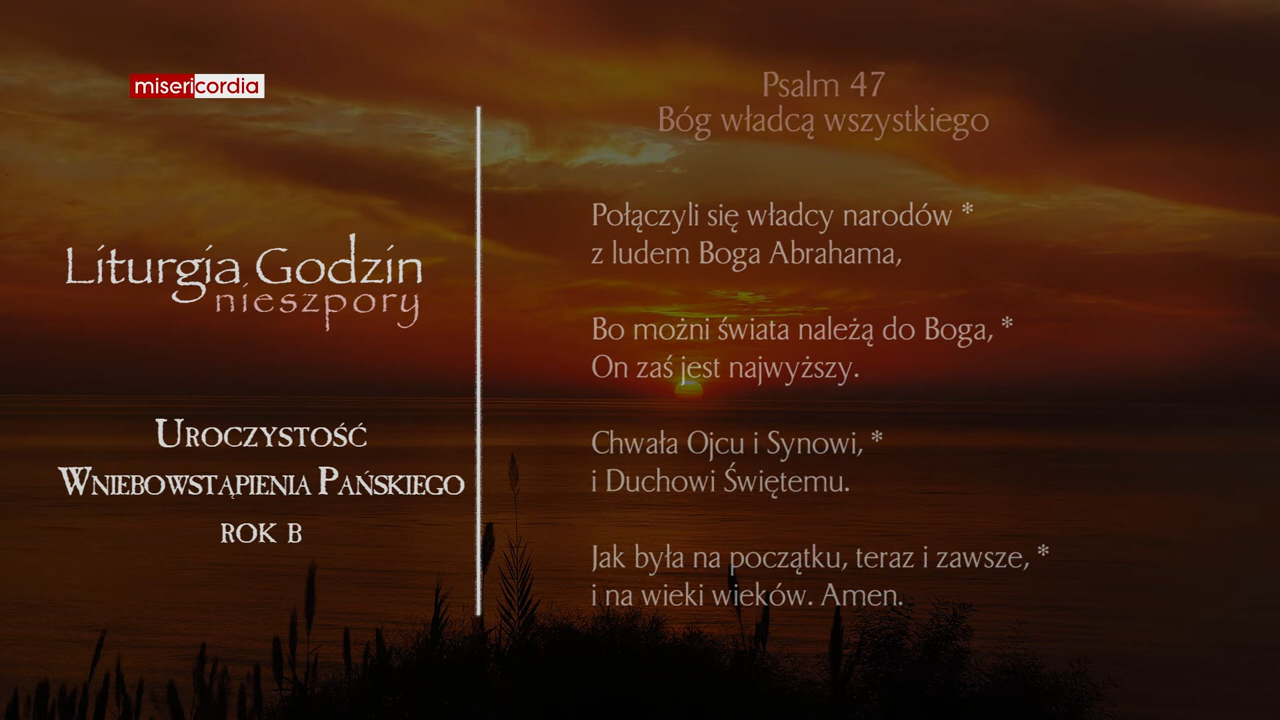 misericordia
Liturgia Godzin
nieszpory
Uroczystość
Wniebowstąpienia Pańskiego
rok B
Psalm 47
Bóg władcą wszystkiego
Połączyli się władcy narodów *
z ludem Boga Abrahama,
Bo możni świata należą do Boga, *
On zaś jest najwyższy.
Chwała Ojcu i Synowi, *
i Duchowi Świętemu.
Jak była na początku, teraz i zawsze, *
i na wieki wieków. Amen.